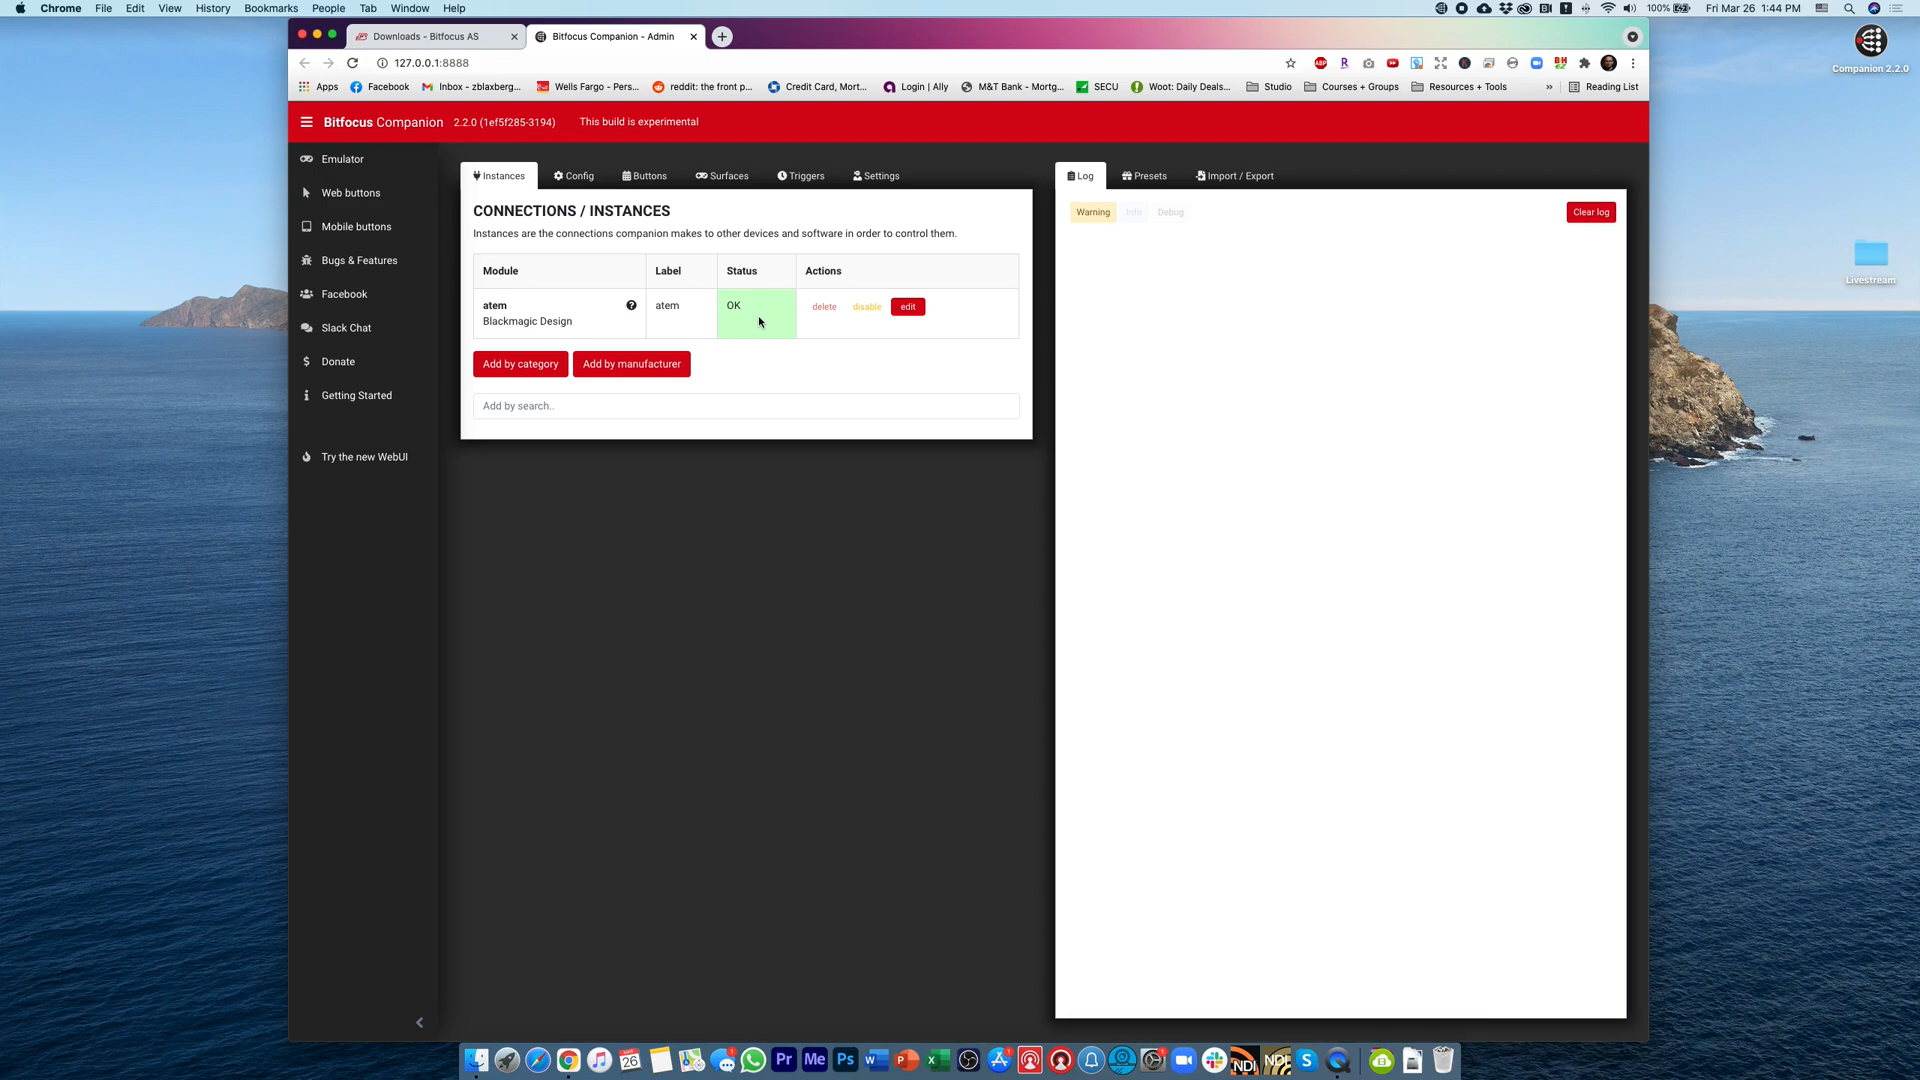 Chrome File Edit View History Bookmarks People Tab Window Help
100% Fri Mar 26 1:44 PM
Downloads - Bitfocus AS
Bitfocus Companion - Admin
127.0.0.1:8888
Apps Facebook Inbox - zblaxberg... Wells Fargo - Pers... reddit: the front p... Credit Card, Mort... Login | Ally M&T Bank - Mortg... SECU Woot: Daily Deals... Studio Courses + Groups Resources + Tools » Reading List
Bitfocus Companion 2.2.0 (1ef5f285-3194) This build is experimental
Emulator
Web buttons
Mobile buttons
Bugs & Features
Facebook
Slack Chat
Donate
Getting Started
Try the new WebUI
Instances Config Buttons Surfaces Triggers Settings
CONNECTIONS / INSTANCES
Instances are the connections companion makes to other devices and software in order to control them.
Module Label Status Actions
atem atem OK delete disable edit
Blackmagic Design
Add by category Add by manufacturer
Add by search..
Log Presets Import / Export
Warning Info Debug Clear log
Companion 2.2.0
Livestream
MAR
26
Pr Me Ps W P X
NDI NDI S